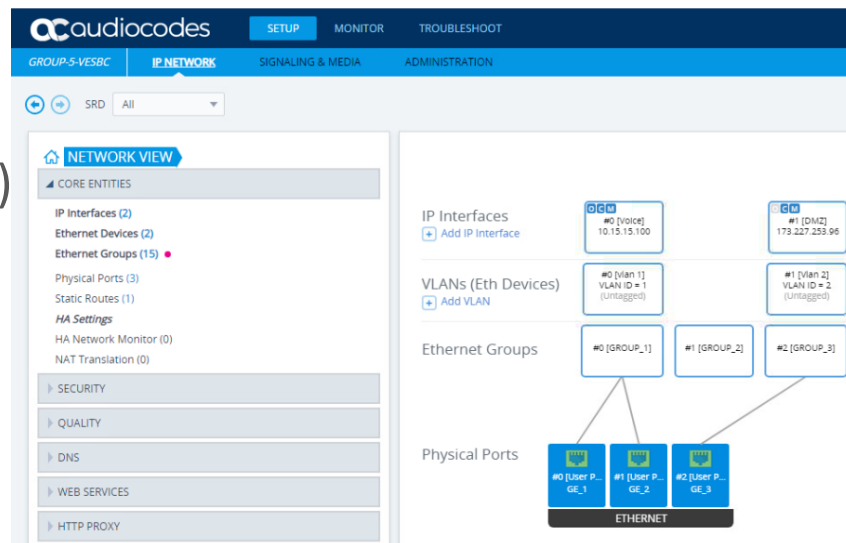 )
audiocodes
SETUP MONITOR TROUBLESHOOT
GROUP-5-VESBC IP NETWORK SIGNALING & MEDIA ADMINISTRATION
SRD All
NETWORK VIEW
CORE ENTITIES
IP Interfaces (2)
Ethernet Devices (2)
Ethernet Groups (15)
Physical Ports (3)
Static Routes (1)
HA Settings
HA Network Monitor (0)
NAT Translation (0)
SECURITY
QUALITY
DNS
WEB SERVICES
HTTP PROXY
IP Interfaces
+ Add IP Interface
O C M
#0 [Voice]
10.15.15.100
O C M
#1 [DMZ]
173.227.253.96
VLANs (Eth Devices)
+ Add VLAN
#0 [vlan 1]
VLAN ID = 1
(Untagged)
#1 [vlan 2]
VLAN ID = 2
(Untagged)
Ethernet Groups
#0 [GROUP_1] #1 [GROUP_2] #2 [GROUP_3]
Physical Ports
#0 [User P...
GE_1
#1 [User P...
GE_2
#2 [User P...
GE_3
ETHERNET